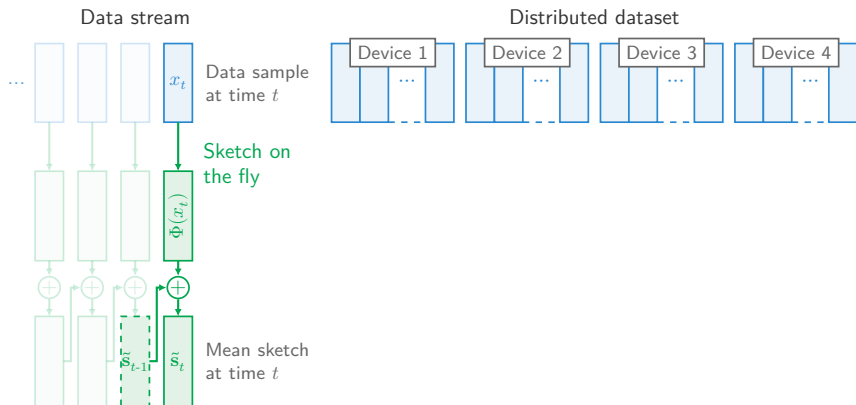 Data stream
Distributed dataset
...
x_t
Data sample
at time t
Device 1
...
Device 2
...
Device 3
...
Device 4
...
Sketch on
the fly
Φ(x_t)
+ + + +
s̃_{t-1}
s̃_t
Mean sketch
at time t